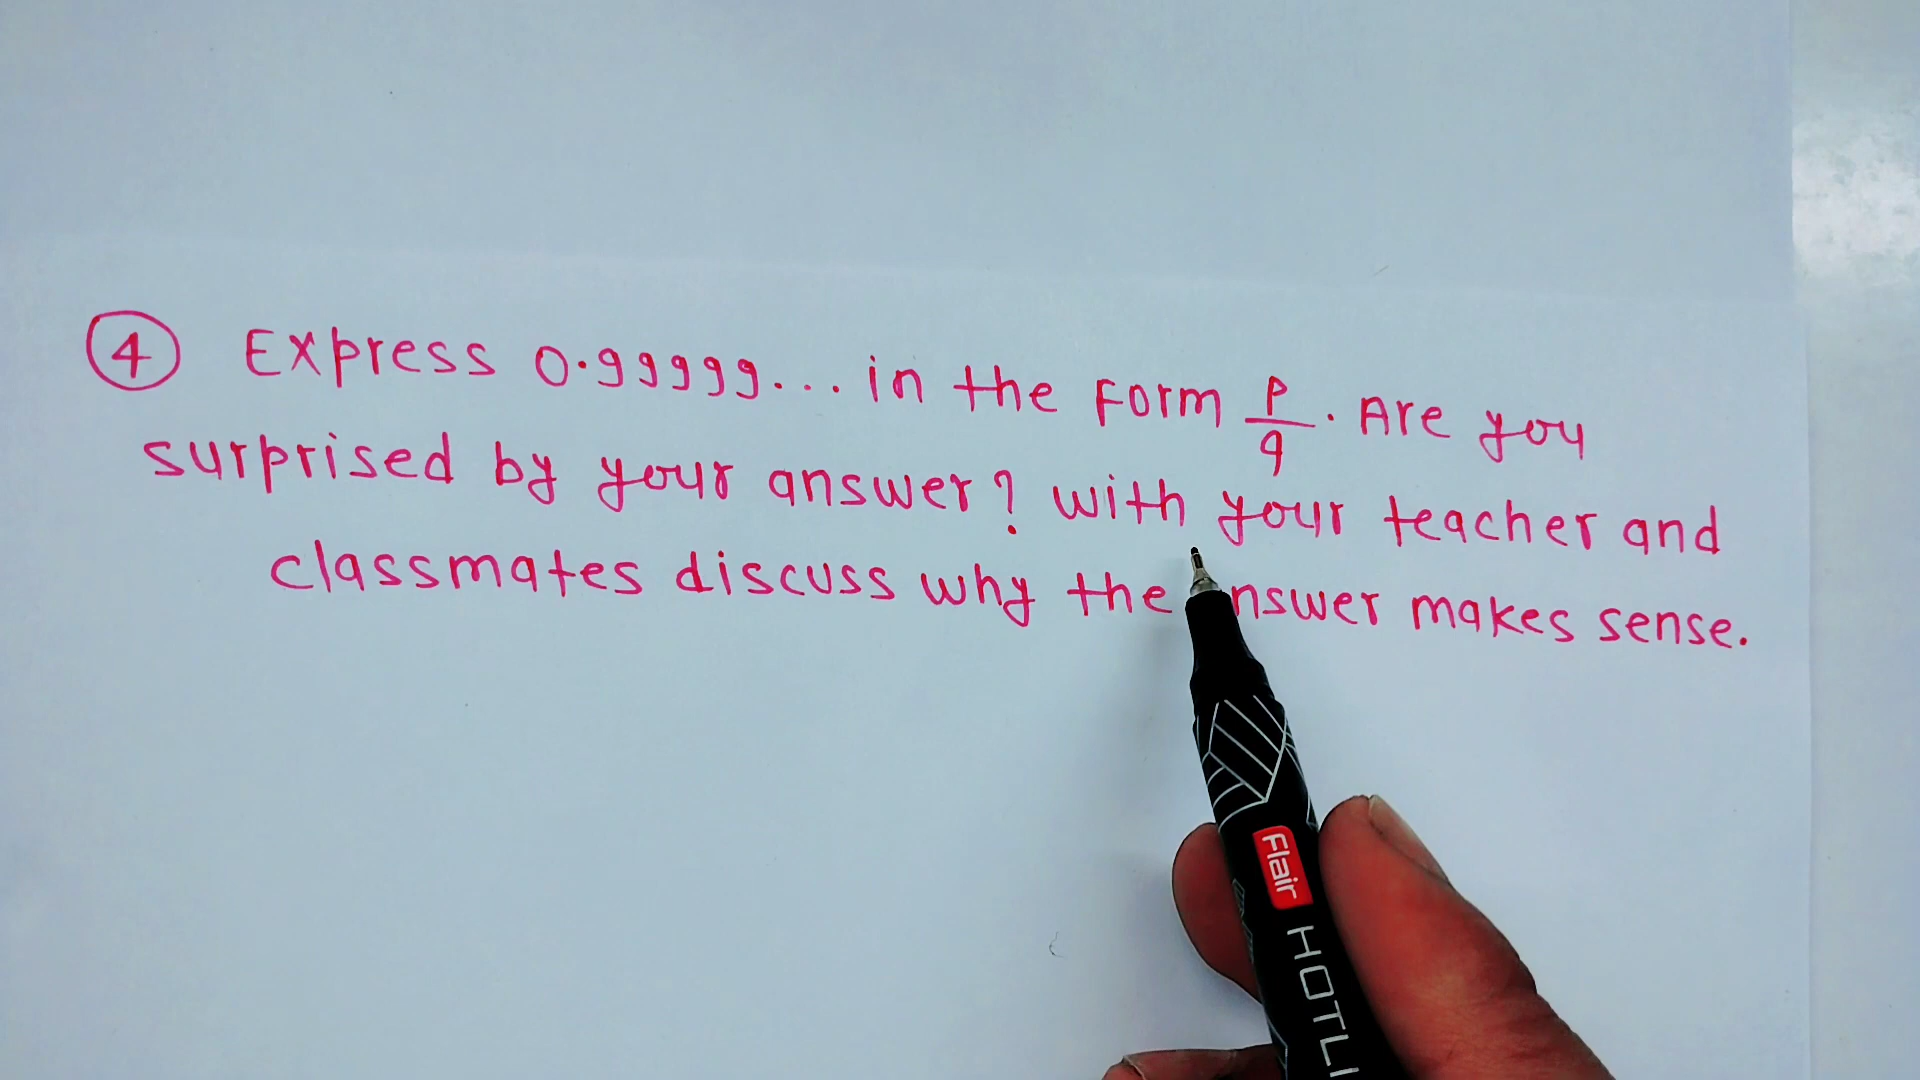 4 Express 0.99999... in the form p/q. Are you
surprised by your answer? with your teacher and
classmates discuss why the nswer makes sense.
Flair
HOTLI